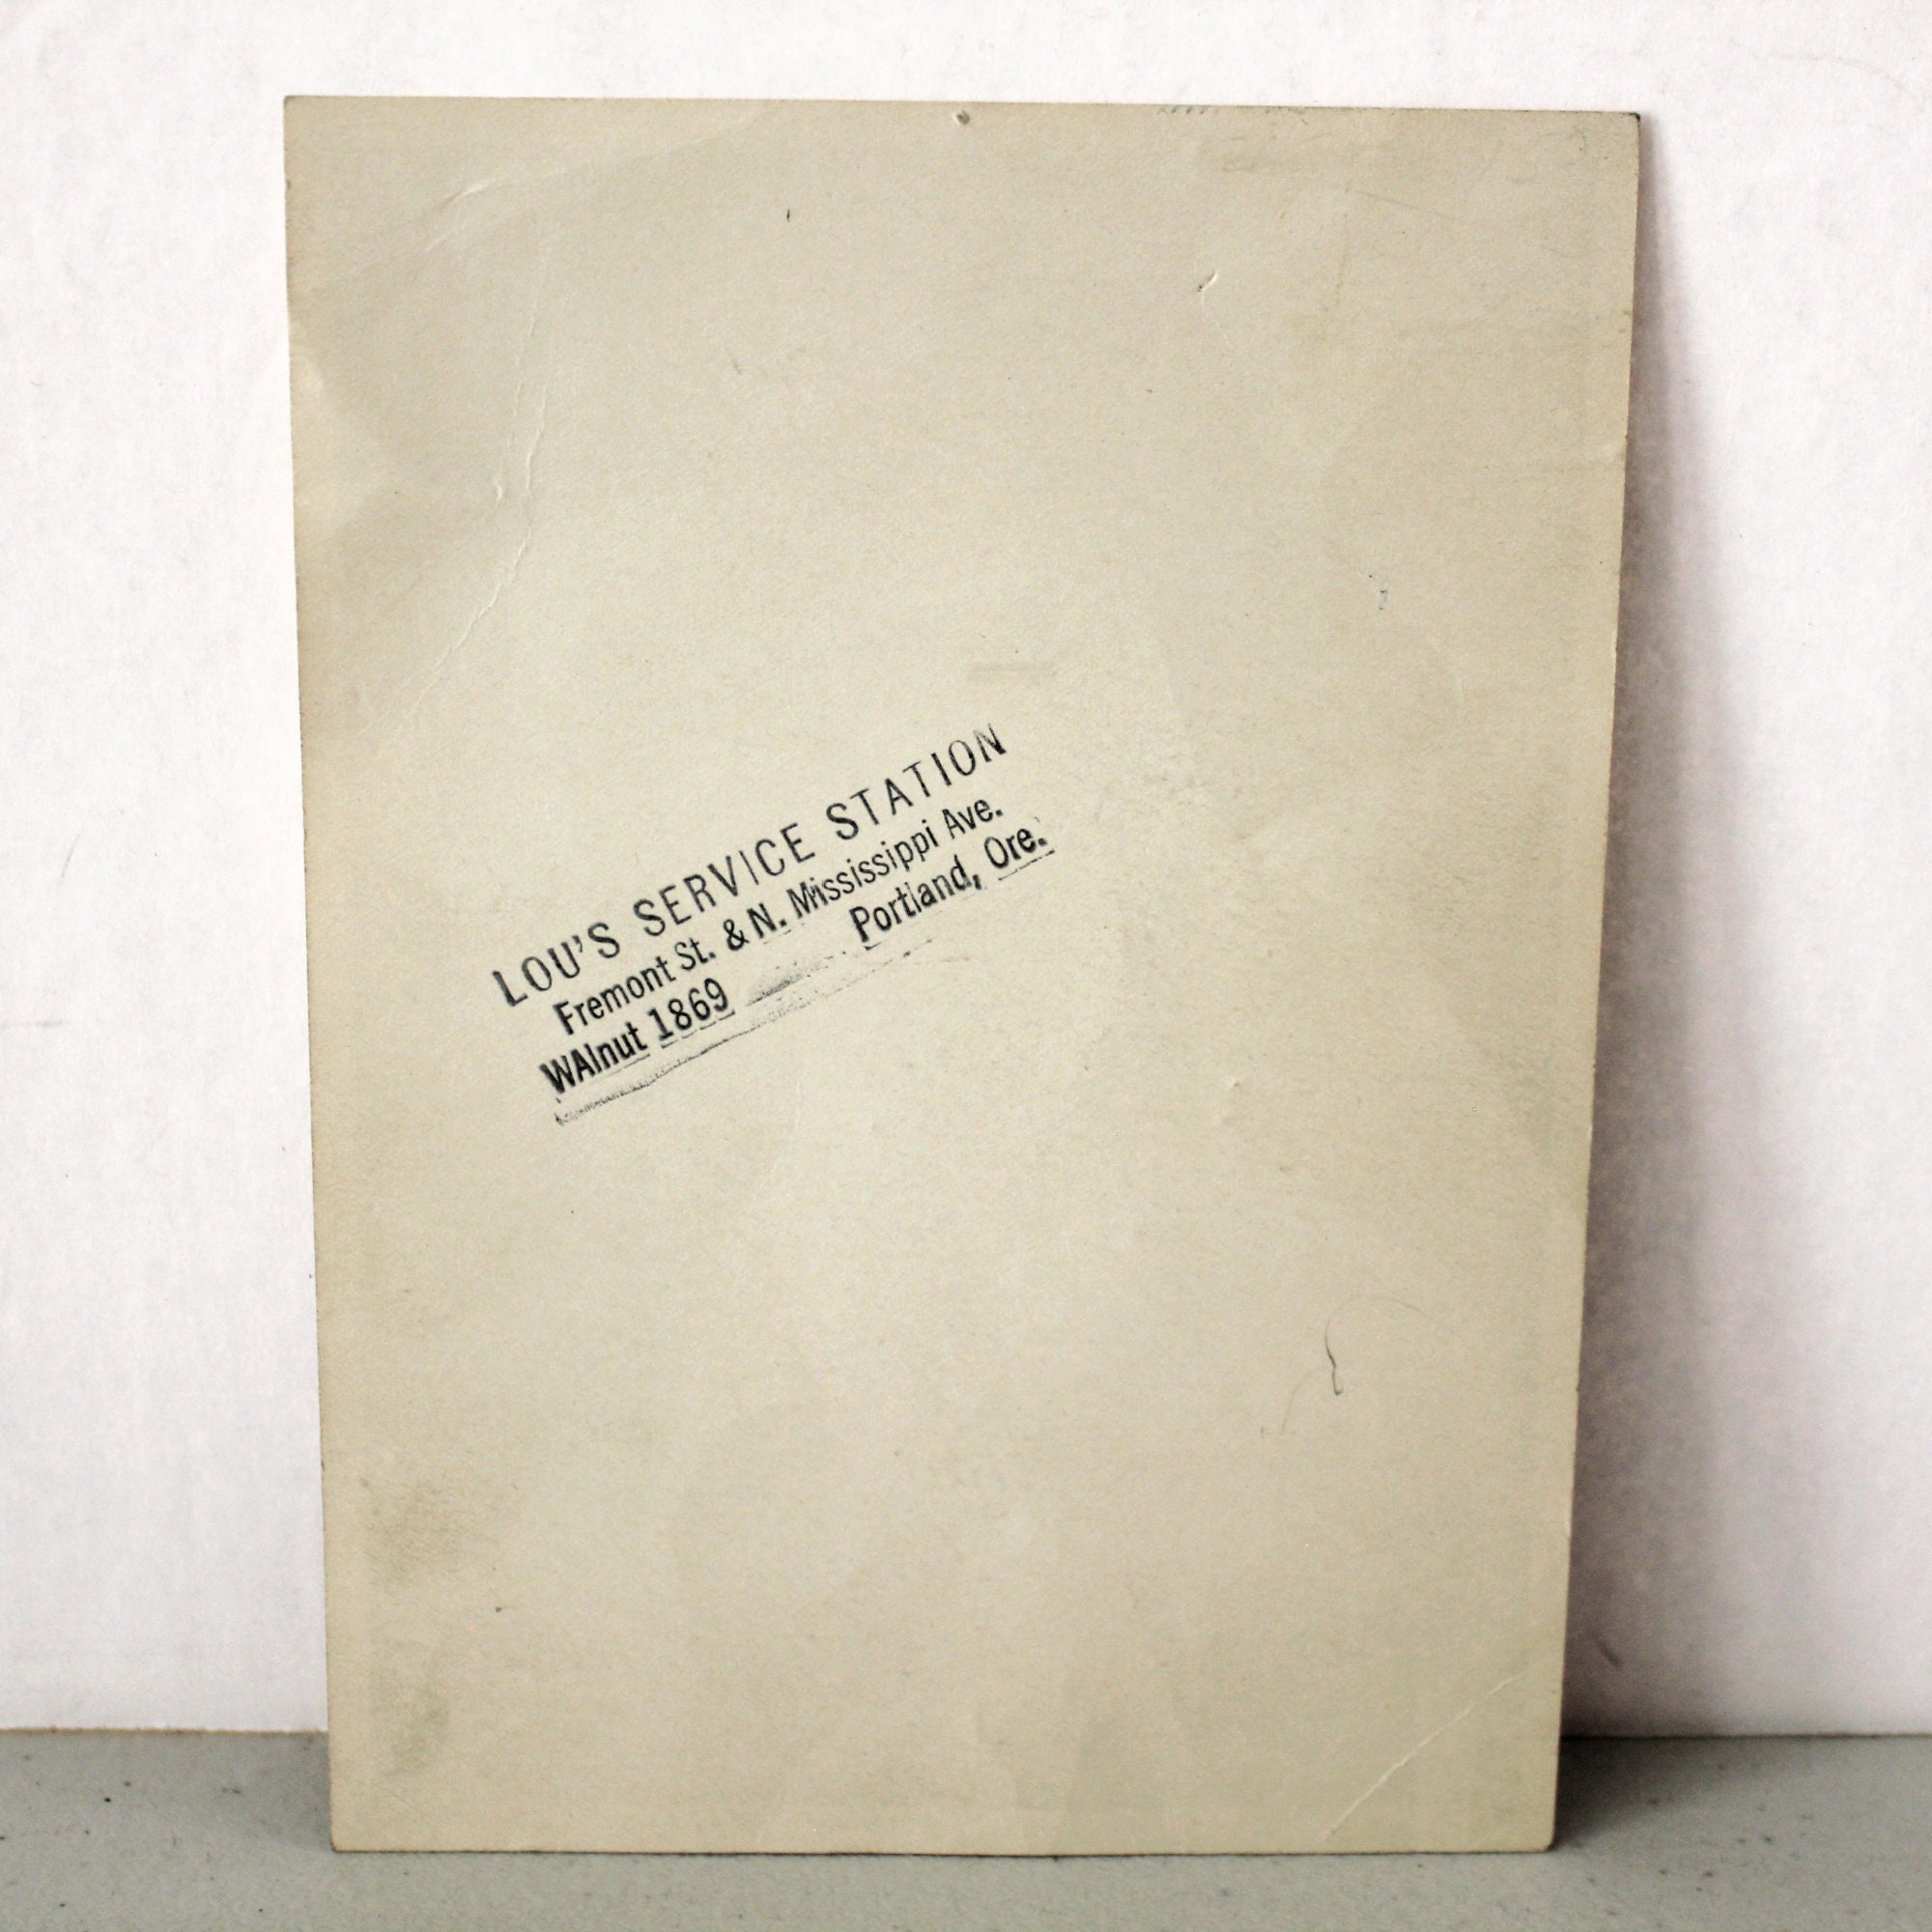 LOU'S SERVICE STATION
Fremont St. & N. Mississippi Ave.
WAlnut 1869 Portland, Ore.